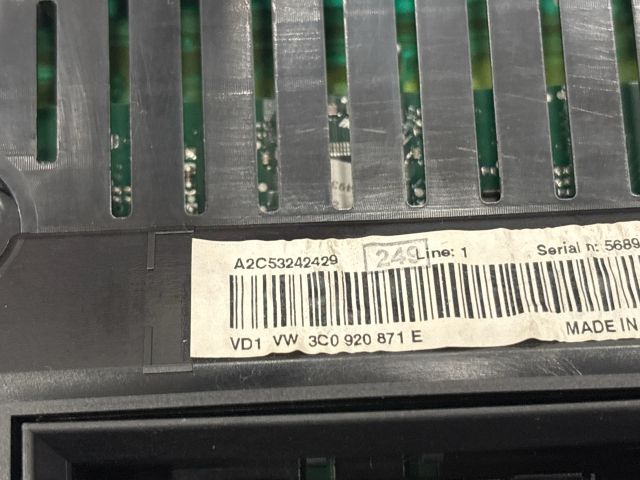 A2C53242429 249 Line: 1 Serial n: 5689
VD1 VW 3C0 920 871 E MADE IN